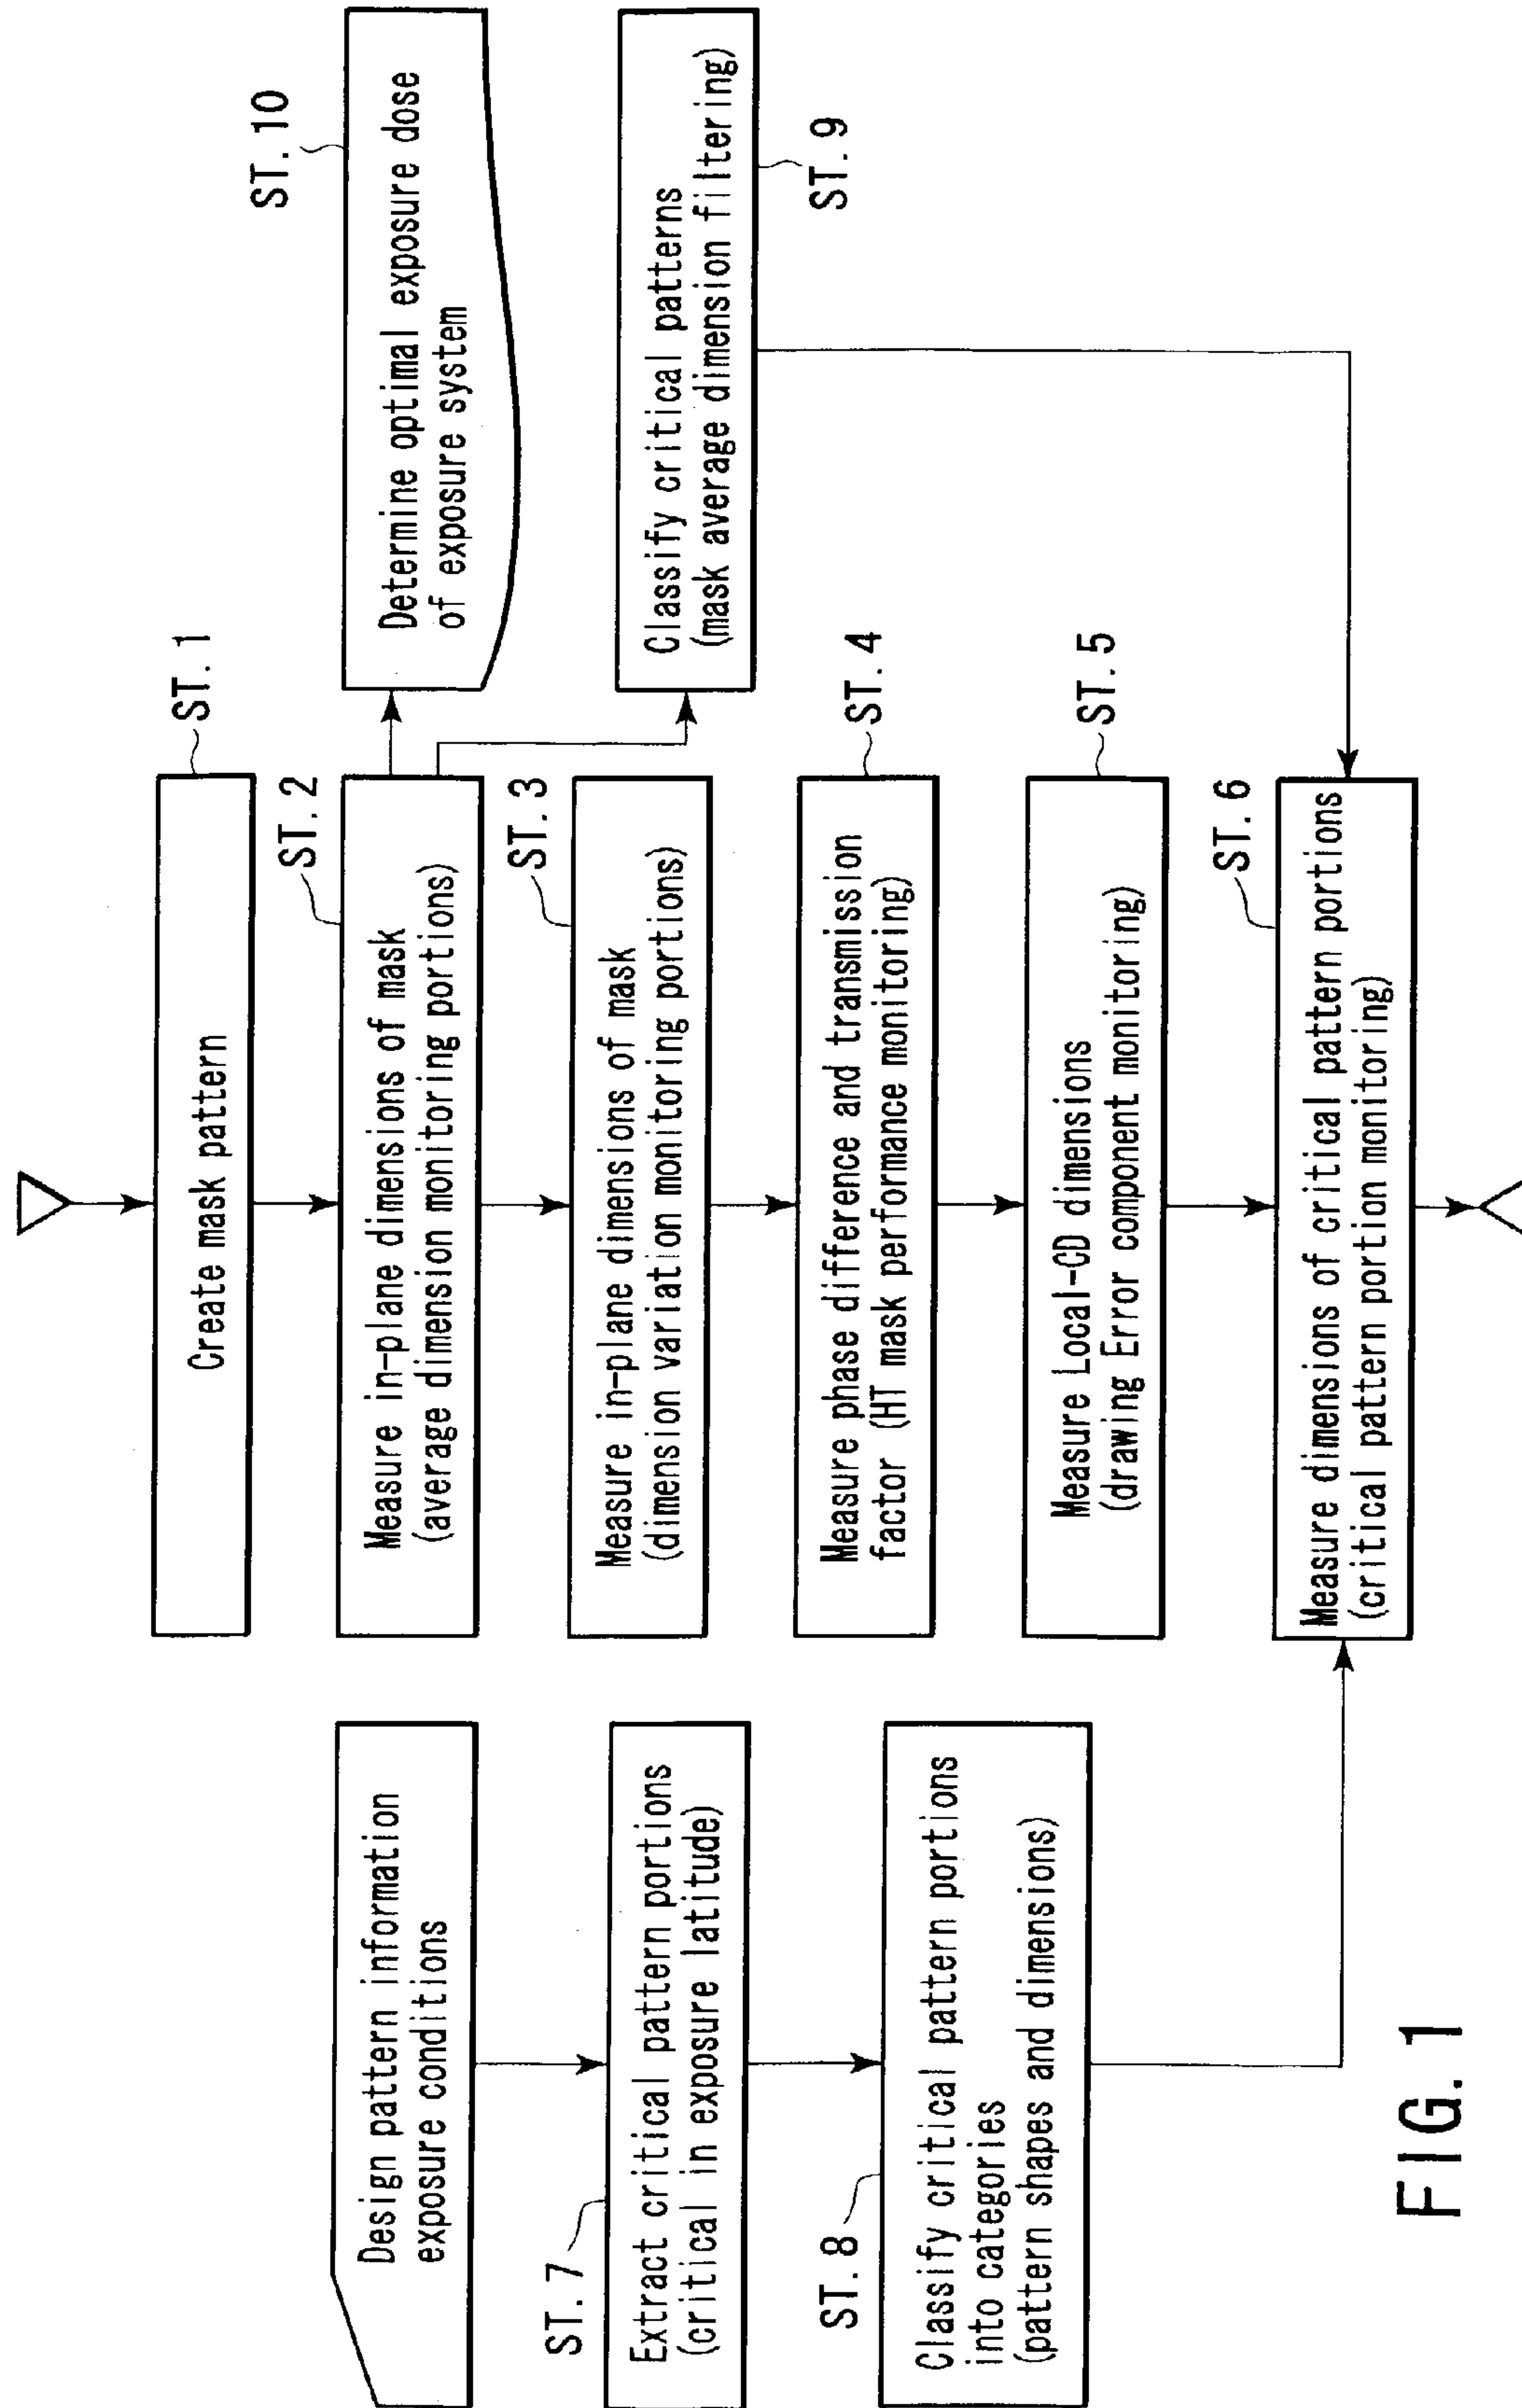 Create mask pattern
ST. 1
Measure in-plane dimensions of mask
(average dimension monitoring portions)
ST. 2
Measure in-plane dimensions of mask
(dimension variation monitoring portions)
ST. 3
Measure phase difference and transmission
factor (HT mask performance monitoring)
ST. 4
Measure Local-CD dimensions
(drawing Error component monitoring)
ST. 5
Measure dimensions of critical pattern portions
(critical pattern portion monitoring)
ST. 6
Design pattern information
exposure conditions
ST. 7
Extract critical pattern portions
(critical in exposure latitude)
ST. 8
Classify critical pattern portions
into categories
(pattern shapes and dimensions)
Determine optimal exposure dose
of exposure system
ST. 10
Classify critical patterns
(mask average dimension filtering)
ST. 9
FIG. 1